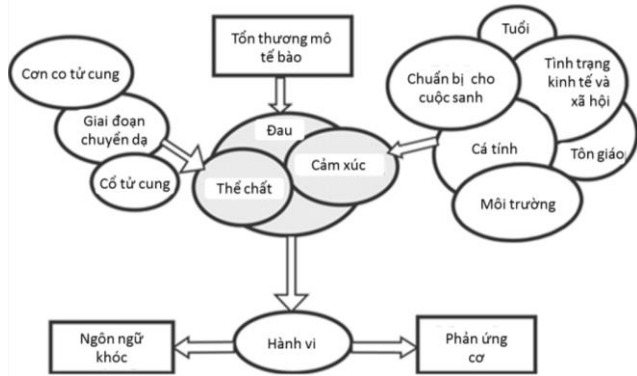 Cơn co tử cung
Giai đoạn
chuyển dạ
Cổ tử cung
Tổn thương mô
tế bào
Đau
Thể chất
Cảm xúc
Tuổi
Chuẩn bị cho
cuộc sanh
Tình trạng
kinh tế và
xã hội
Cá tính
Tôn giáo
Môi trường
Hành vi
Ngôn ngữ
khóc
Phản ứng
cơ